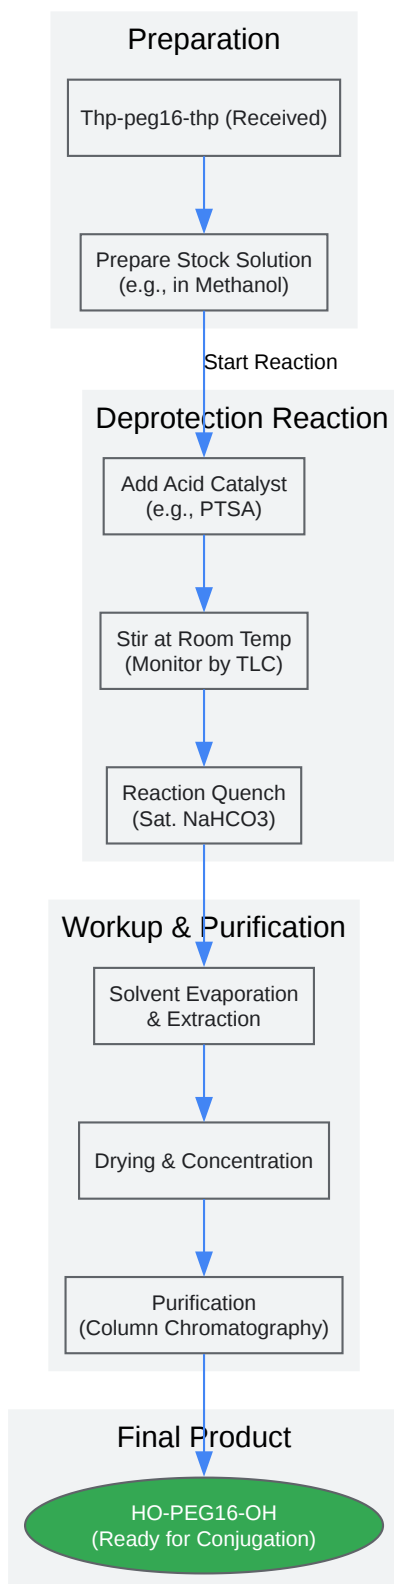 Preparation
Thp-peg16-thp (Received)
Prepare Stock Solution
(e.g., in Methanol)
Start Reaction
Deprotection Reaction
Add Acid Catalyst
(e.g., PTSA)
Stir at Room Temp
(Monitor by TLC)
Reaction Quench
(Sat. NaHCO3)
Workup & Purification
Solvent Evaporation
& Extraction
Drying & Concentration
Purification
(Column Chromatography)
Final Product
HO-PEG16-OH
(Ready for Conjugation)